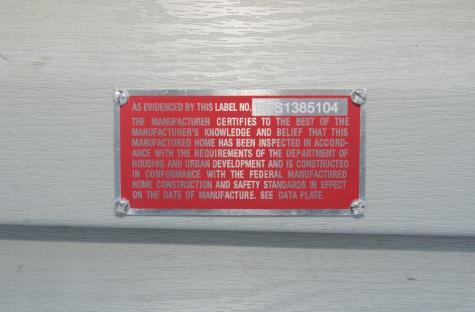 AS EVIDENCED BY THIS LABEL NO. S1385104
THE MANUFACTURER CERTIFIES TO THE BEST OF THE
MANUFACTURER'S KNOWLEDGE AND BELIEF THAT THIS
MANUFACTURED HOME HAS BEEN INSPECTED IN ACCORD-
ANCE WITH THE REQUIREMENTS OF THE DEPARTMENT OF
HOUSING AND URBAN DEVELOPMENT AND IS CONSTRUCTED
IN CONFORMANCE WITH THE FEDERAL MANUFACTURED
HOME CONSTRUCTION AND SAFETY STANDARDS IN EFFECT
ON THE DATE OF MANUFACTURE. SEE DATA PLATE.